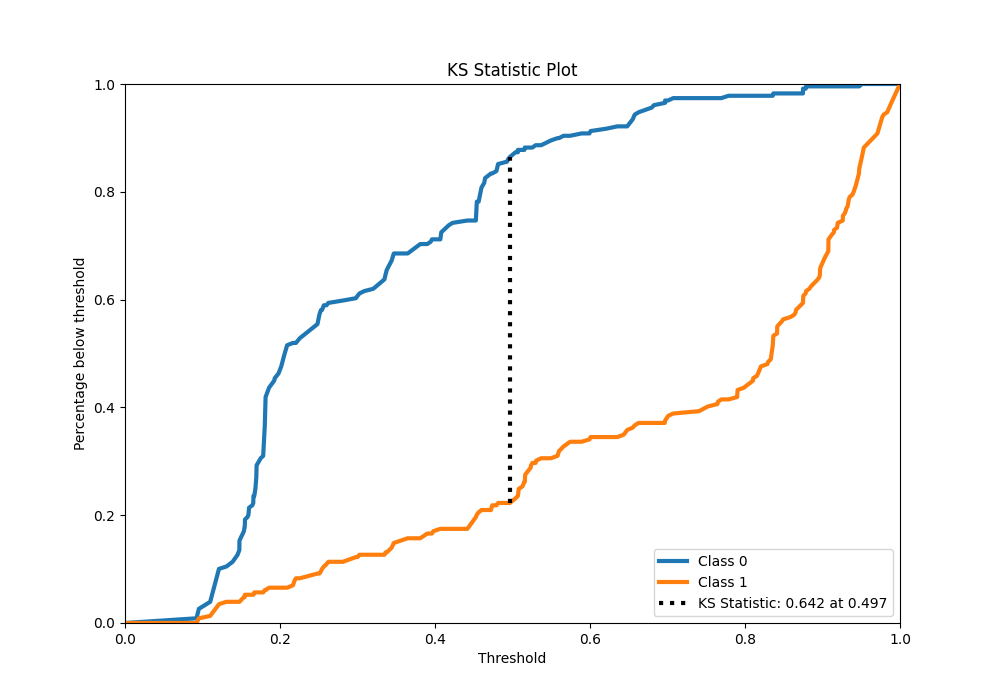 KS Statistic Plot
1.0
0.8
0.6
0.4
0.2
0.0
Percentage below threshold
0.0 0.2 0.4 0.6 0.8 1.0
Threshold
Class 0
Class 1
KS Statistic: 0.642 at 0.497